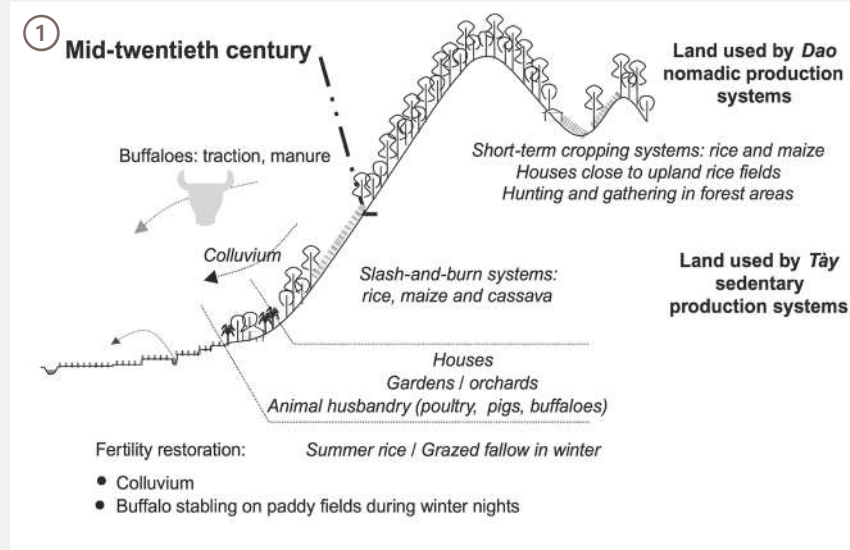 1
Mid-twentieth century
Land used by Dao
nomadic production
systems
Buffaloes: traction, manure
Short-term cropping systems: rice and maize
Houses close to upland rice fields
Hunting and gathering in forest areas
Colluvium
Slash-and-burn systems:
rice, maize and cassava
Land used by Tày
sedentary
production systems
Houses
Gardens / orchards
Animal husbandry (poultry, pigs, buffaloes)
Fertility restoration:
Summer rice / Grazed fallow in winter
● Colluvium
● Buffalo stabling on paddy fields during winter nights